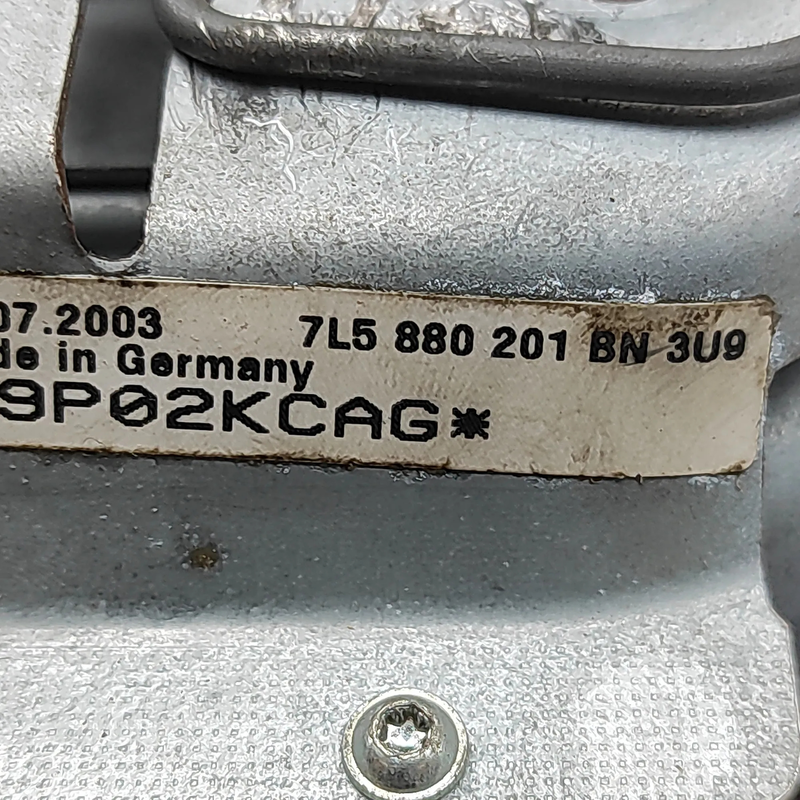 07.2003 7L5 880 201 BN 3U9
de in Germany
9P02KCAG*